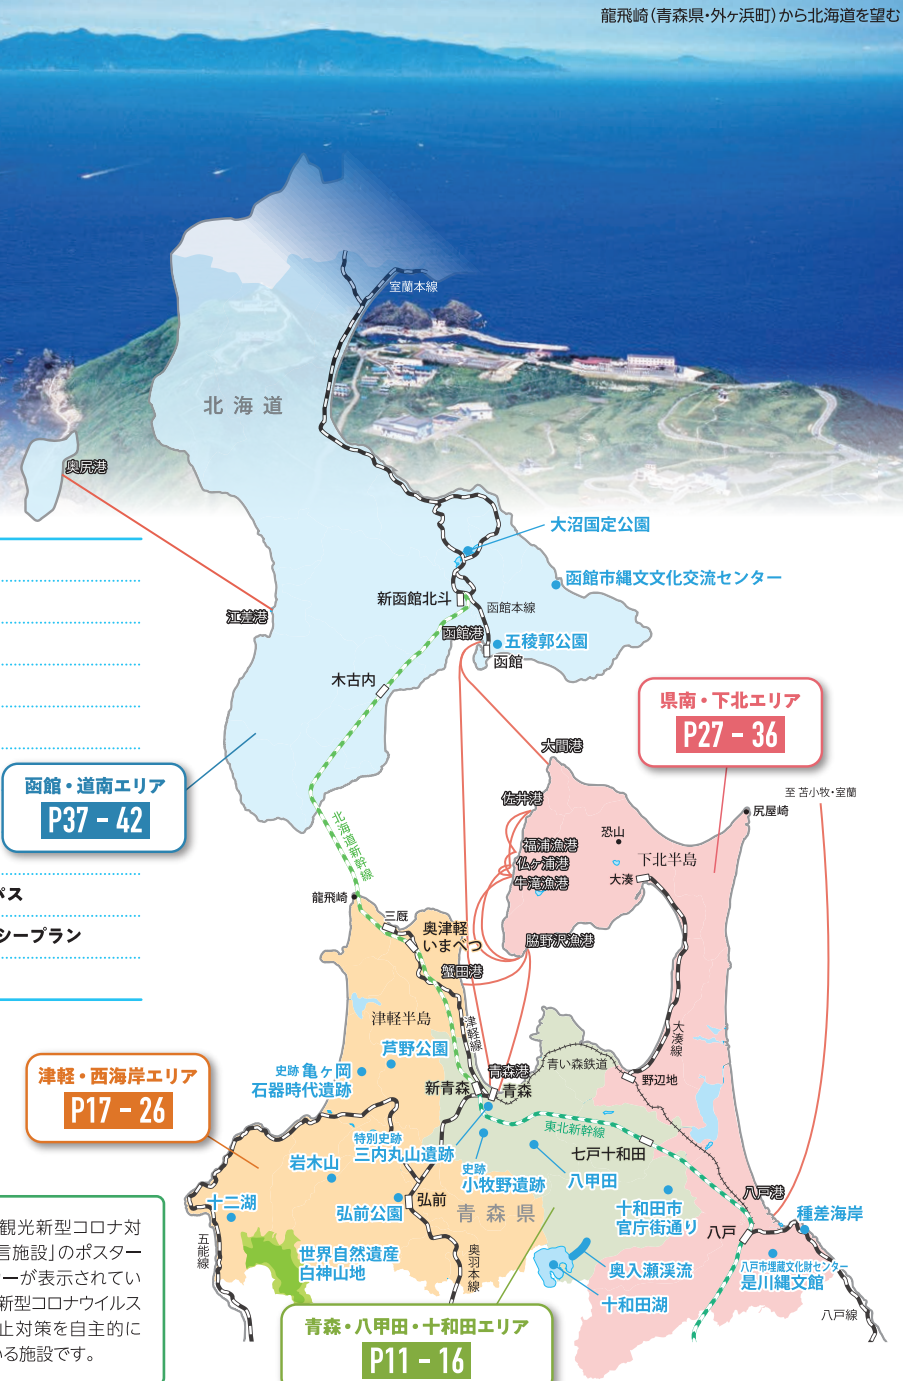 龍飛崎（青森県・外ヶ浜町）から北海道を望む
室蘭本線
北海道
奥尻港
大沼国定公園
函館市縄文文化交流センター
新函館北斗
函館本線
江差港
函館港
五稜郭公園
函館
木古内
県南・下北エリア
P27－36
大間港
函館・道南エリア
P37－42
至 苫小牧・室蘭
佐井港
尻屋崎
北海道新幹線
恐山
福浦漁港
仏ヶ浦港
下北半島
牛滝漁港
大湊
パス
龍飛崎
三厩
シープラン
奥津軽
いまべつ
脇野沢漁港
蟹田港
津軽半島
津軽線
大湊線
芦野公園
青い森鉄道
史跡 亀ヶ岡
石器時代遺跡
青森港
新青森
青森
野辺地
津軽・西海岸エリア
P17－26
東北新幹線
特別史跡
三内丸山遺跡
七戸十和田
岩木山
史跡
小牧野遺跡
八甲田
八戸港
十二湖
弘前公園
弘前
青森県
十和田市
官庁街通り
種差海岸
八戸
観光新型コロナ対
言施設」のポスター
ーが表示されてい
新型コロナウイルス
止対策を自主的に
いる施設です。
五能線
世界自然遺産
白神山地
奥羽本線
奥入瀬渓流
八戸市埋蔵文化財センター
是川縄文館
十和田湖
八戸線
青森・八甲田・十和田エリア
P11－16